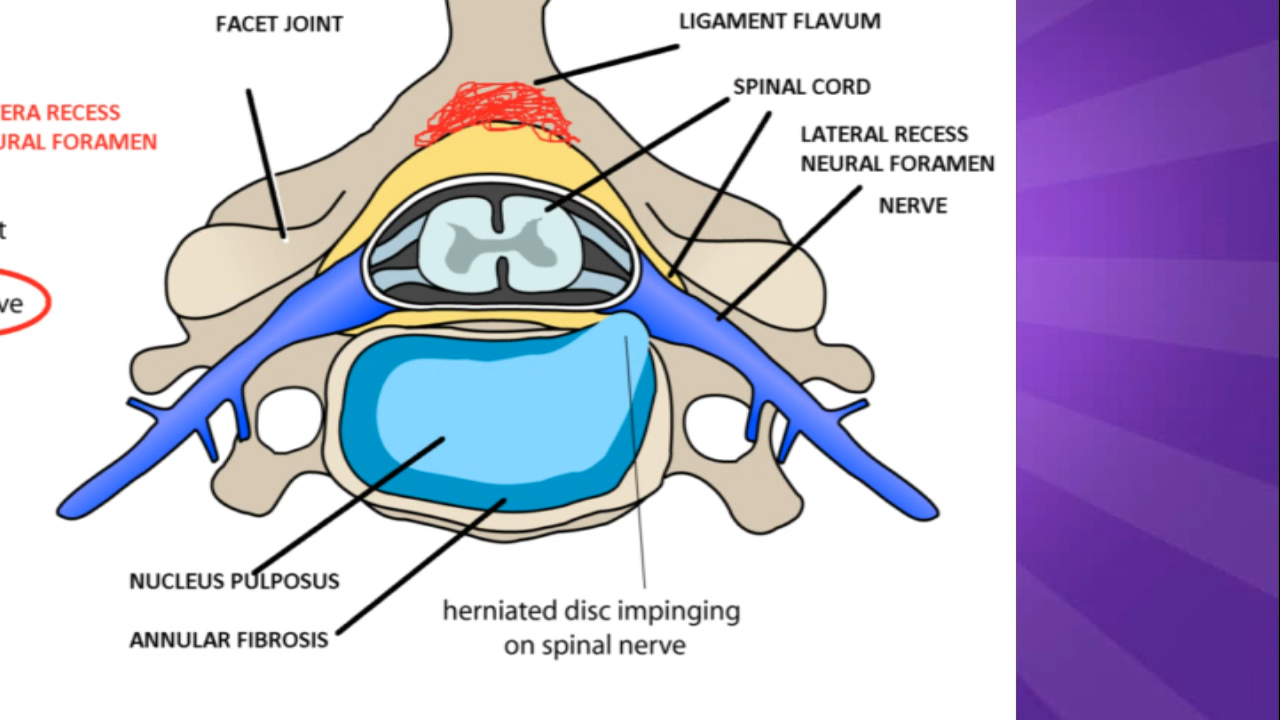 FACET JOINT
LIGAMENT FLAVUM
SPINAL CORD
ERA RECESS
URAL FORAMEN
LATERAL RECESS
NEURAL FORAMEN
NERVE
t
ve
NUCLEUS PULPOSUS
ANNULAR FIBROSIS
herniated disc impinging
on spinal nerve